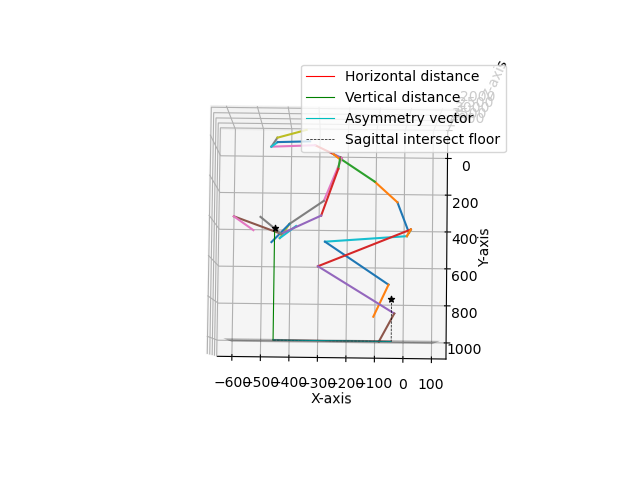 Horizontal distance
Vertical distance
Asymmetry vector
Sagittal intersect floor
0
200
400
600
800
1000
Y-axis
−600
−500
−400
−300
−200
−100
0
100
X-axis